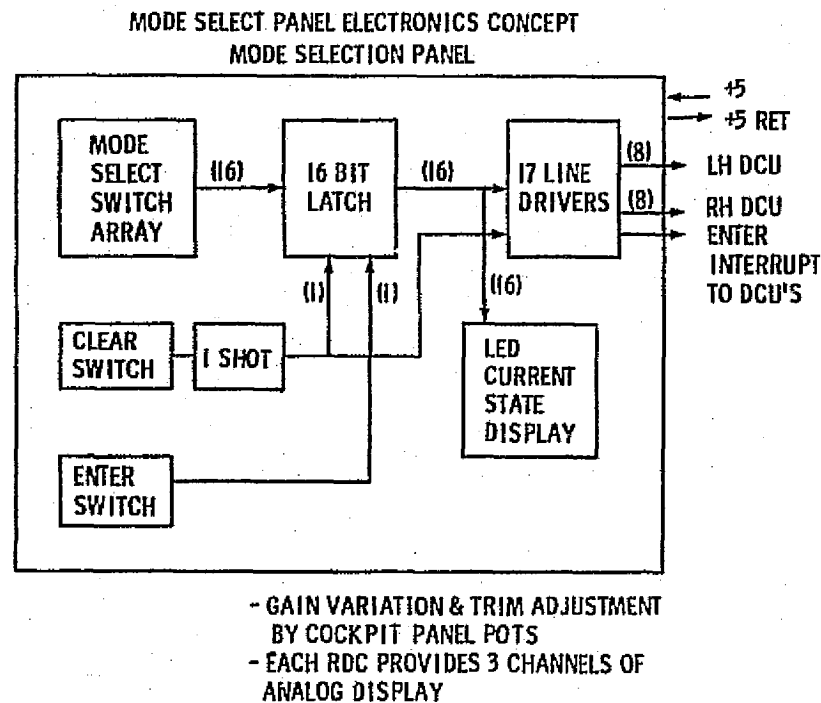 MODE SELECT PANEL ELECTRONICS CONCEPT
MODE SELECTION PANEL
+5
+5 RET
MODE
SELECT
SWITCH
ARRAY
(16)
16 BIT
LATCH
(16)
17 LINE
DRIVERS
(8)
LH DCU
(8)
RH DCU
ENTER
INTERRUPT
TO DCU'S
(1)
(1)
(16)
CLEAR
SWITCH
1 SHOT
LED
CURRENT
STATE
DISPLAY
ENTER
SWITCH
- GAIN VARIATION & TRIM ADJUSTMENT
BY COCKPIT PANEL POTS
- EACH RDC PROVIDES 3 CHANNELS OF
ANALOG DISPLAY